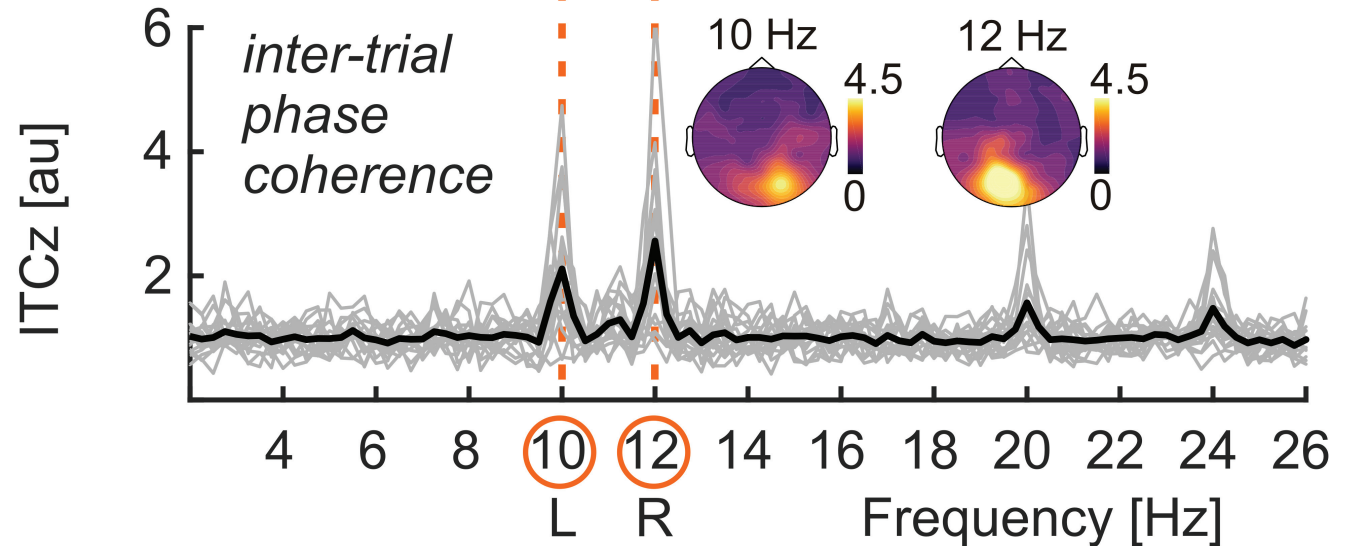 6
4
2
ITCz [au]
inter-trial
phase
coherence
10 Hz
4.5
0
12 Hz
4.5
0
4 6 8 10 12 14 16 18 20 22 24 26
L R
Frequency [Hz]